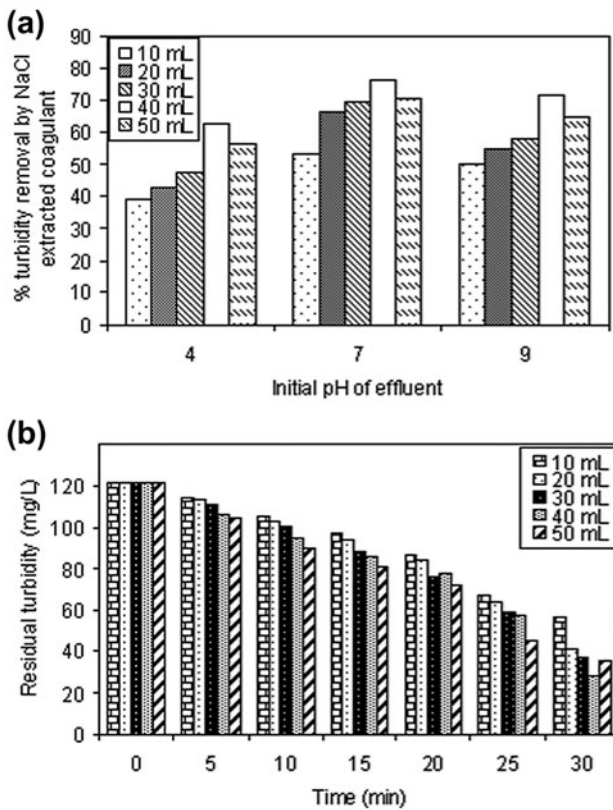 (a)
90
80
70
60
50
40
30
20
10
0
% turbidity removal by NaCl
extracted coagulant
10 mL
20 mL
30 mL
40 mL
50 mL
4 7 9
Initial pH of effluent
(b)
120
100
80
60
40
20
0
Residual turbidity (mg/L)
10 mL
20 mL
30 mL
40 mL
50 mL
0 5 10 15 20 25 30
Time (min)